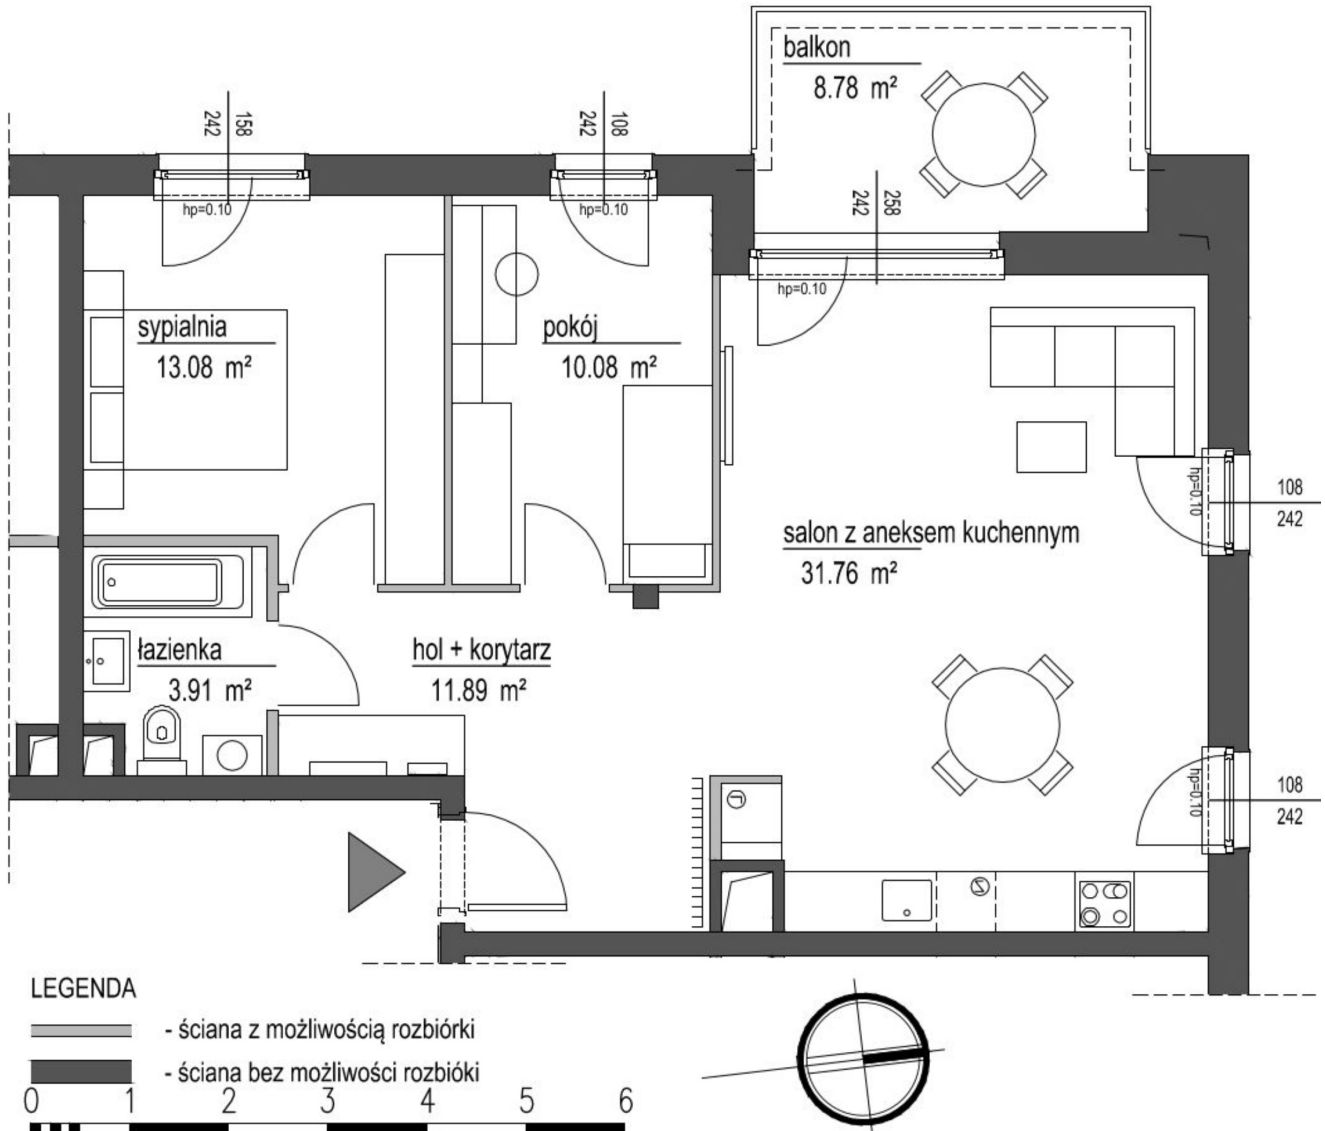 balkon
8.78 m²
242
158
242
108
242
258
hp=0.10
hp=0.10
hp=0.10
sypialnia
13.08 m²
pokój
10.08 m²
hp=0.10
108
242
salon z aneksem kuchennym
31.76 m²
łazienka
3.91 m²
hol + korytarz
11.89 m²
hp=0.10
108
242
L
Z
LEGENDA
- ściana z możliwością rozbiórki
- ściana bez możliwości rozbióki
0 1 2 3 4 5 6